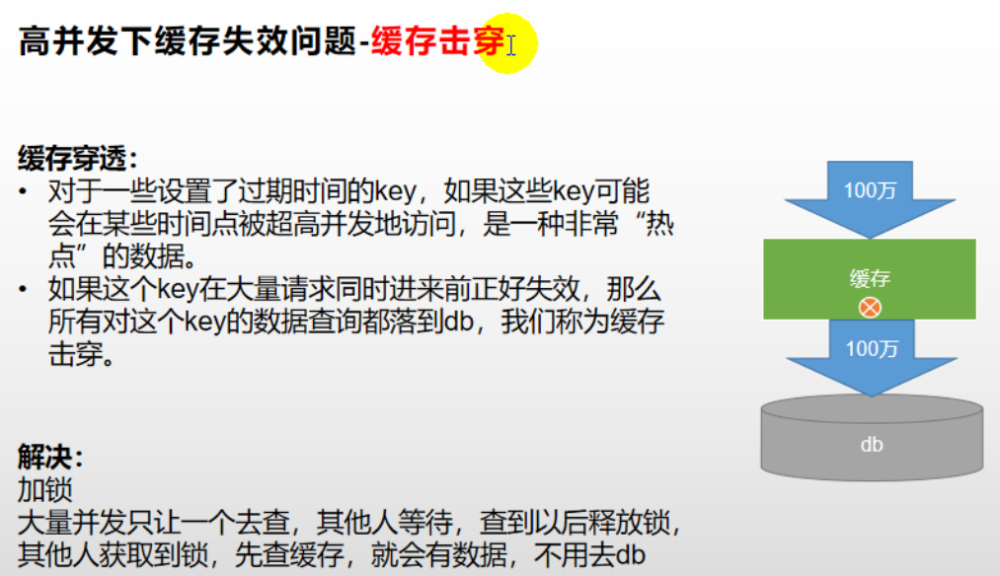 高并发下缓存失效问题-缓存击穿
缓存穿透：
• 对于一些设置了过期时间的key，如果这些key可能
会在某些时间点被超高并发地访问，是一种非常“热
点”的数据。
• 如果这个key在大量请求同时进来前正好失效，那么
所有对这个key的数据查询都落到db，我们称为缓存
击穿。
解决：
加锁
大量并发只让一个去查，其他人等待，查到以后释放锁，
其他人获取到锁，先查缓存，就会有数据，不用去db
100万
缓存
100万
db